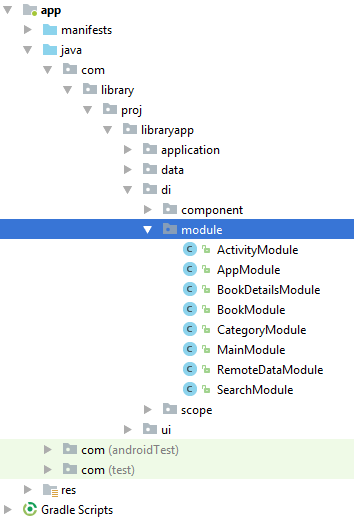 app
manifests
java
com
library
proj
libraryapp
application
data
di
component
module
ActivityModule
AppModule
BookDetailsModule
BookModule
CategoryModule
MainModule
RemoteDataModule
SearchModule
scope
ui
com (androidTest)
com (test)
res
Gradle Scripts